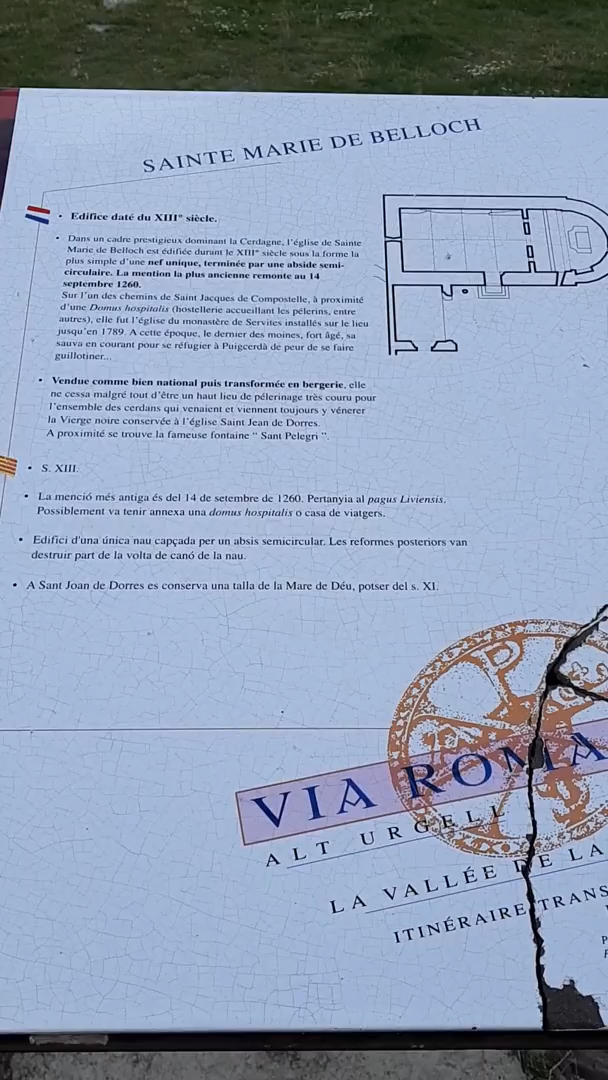 SAINTE MARIE DE BELLOCH
• Edifice daté du XIIIᵉ siècle.
• Dans un cadre prestigieux dominant la Cerdagne, l'église de Sainte
Marie de Belloch est édifiée durant le XIIIᵉ siècle sous la forme la
plus simple d'une nef unique, terminée par une abside semi-
circulaire. La mention la plus ancienne remonte au 14
septembre 1260.
Sur l'un des chemins de Saint Jacques de Compostelle, à proximité
d'une Domus hospitalis (hostellerie accueillant les pélerins, entre
autres), elle fut l'église du monastère de Servites installés sur le lieu
jusqu'en 1789. A cette époque, le dernier des moines, fort âgé, sa
sauva en courant pour se réfugier à Puigcerdà de peur de se faire
guillotiner...
• Vendue comme bien national puis transformée en bergerie, elle
ne cessa malgré tout d'être un haut lieu de pélerinage très couru pour
l'ensemble des cerdans qui venaient et viennent toujours y vénerer
la Vierge noire conservée à l'église Saint Jean de Dorres.
A proximité se trouve la fameuse fontaine " Sant Pelegri ".
• S. XIII.
• La menció més antiga és del 14 de setembre de 1260. Pertanyia al pagus Liviensis.
Possiblement va tenir annexa una domus hospitalis o casa de viatgers.
• Edifici d'una única nau capçada per un absis semicircular. Les reformes posteriors van
destruir part de la volta de canó de la nau.
• A Sant Joan de Dorres es conserva una talla de la Mare de Déu, potser del s. XI.
VIA ROMA
ALT URGELL
LA VALLÉE DE LA
ITINÉRAIRE TRANS